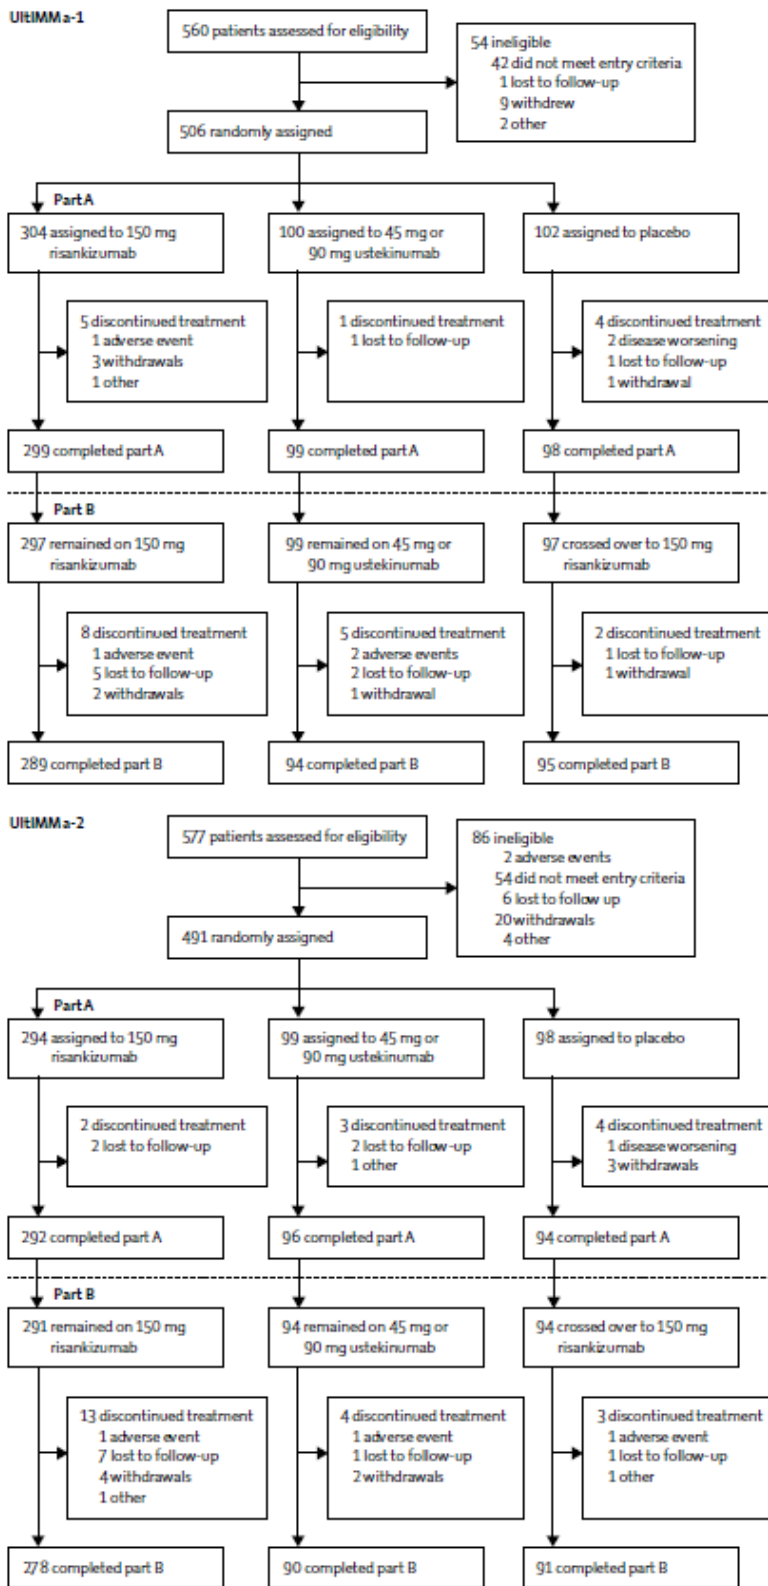 UltIMMa-1
560 patients assessed for eligibility
54 ineligible
42 did not meet entry criteria
1 lost to follow-up
9 withdrew
2 other
506 randomly assigned
Part A
304 assigned to 150 mg
risankizumab
100 assigned to 45 mg or
90 mg ustekinumab
102 assigned to placebo
5 discontinued treatment
1 adverse event
3 withdrawals
1 other
1 discontinued treatment
1 lost to follow-up
4 discontinued treatment
2 disease worsening
1 lost to follow-up
1 withdrawal
299 completed part A
99 completed part A
98 completed part A
Part B
297 remained on 150 mg
risankizumab
99 remained on 45 mg or
90 mg ustekinumab
97 crossed over to 150 mg
risankizumab
8 discontinued treatment
1 adverse event
5 lost to follow-up
2 withdrawals
5 discontinued treatment
2 adverse events
2 lost to follow-up
1 withdrawal
2 discontinued treatment
1 lost to follow-up
1 withdrawal
289 completed part B
94 completed part B
95 completed part B
UltIMMa-2
577 patients assessed for eligibility
86 ineligible
2 adverse events
54 did not meet entry criteria
6 lost to follow up
20 withdrawals
4 other
491 randomly assigned
Part A
294 assigned to 150 mg
risankizumab
99 assigned to 45 mg or
90 mg ustekinumab
98 assigned to placebo
2 discontinued treatment
2 lost to follow-up
3 discontinued treatment
2 lost to follow-up
1 other
4 discontinued treatment
1 disease worsening
3 withdrawals
292 completed part A
96 completed part A
94 completed part A
Part B
291 remained on 150 mg
risankizumab
94 remained on 45 mg or
90 mg ustekinumab
94 crossed over to 150 mg
risankizumab
13 discontinued treatment
1 adverse event
7 lost to follow-up
4 withdrawals
1 other
4 discontinued treatment
1 adverse event
1 lost to follow-up
2 withdrawals
3 discontinued treatment
1 adverse event
1 lost to follow-up
1 other
278 completed part B
90 completed part B
91 completed part B